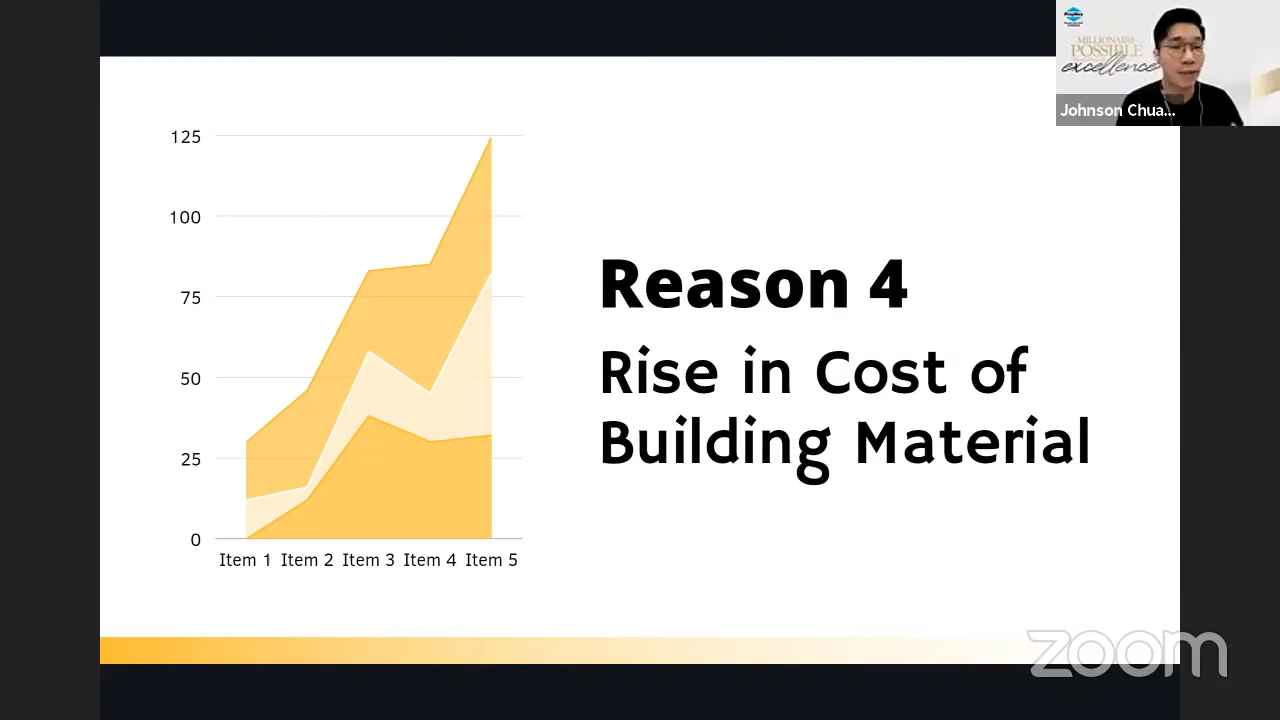 MILLIONAIRE
POSSIBLE
excellence
Johnson Chua...
125
100
75
50
25
0
Item 1 Item 2 Item 3 Item 4 Item 5
Reason 4
Rise in Cost of
Building Material
zoom